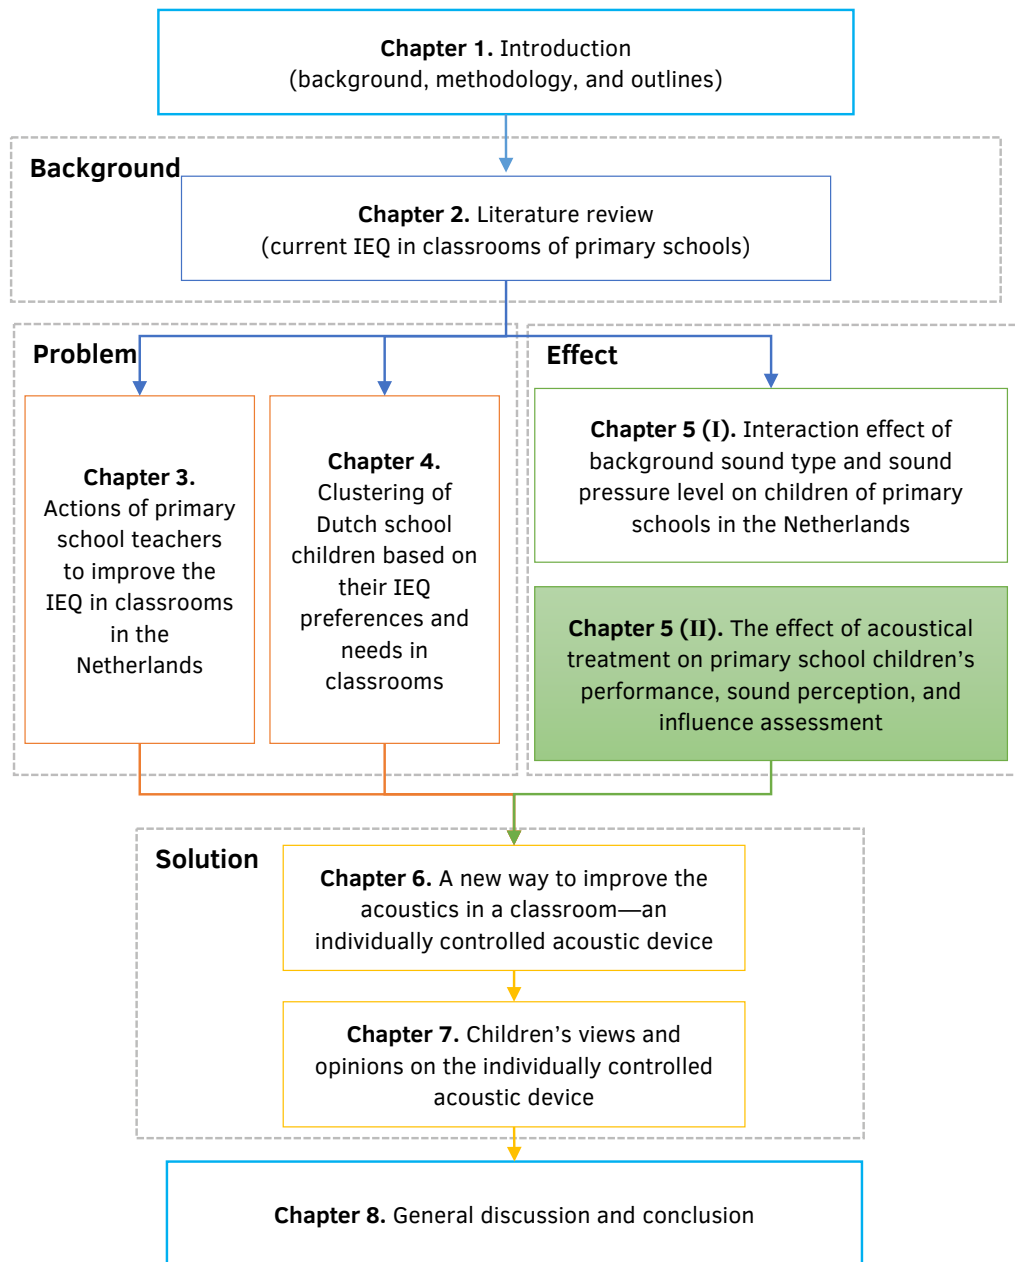 Chapter 1. Introduction
(background, methodology, and outlines)
Background
Chapter 2. Literature review
(current IEQ in classrooms of primary schools)
Problem
Chapter 3.
Actions of primary
school teachers
to improve the
IEQ in classrooms
in the
Netherlands
Chapter 4.
Clustering of
Dutch school
children based on
their IEQ
preferences and
needs in
classrooms
Effect
Chapter 5 (I). Interaction effect of
background sound type and sound
pressure level on children of primary
schools in the Netherlands
Chapter 5 (II). The effect of acoustical
treatment on primary school children’s
performance, sound perception, and
influence assessment
Solution
Chapter 6. A new way to improve the
acoustics in a classroom—an
individually controlled acoustic device
Chapter 7. Children’s views and
opinions on the individually controlled
acoustic device
Chapter 8. General discussion and conclusion